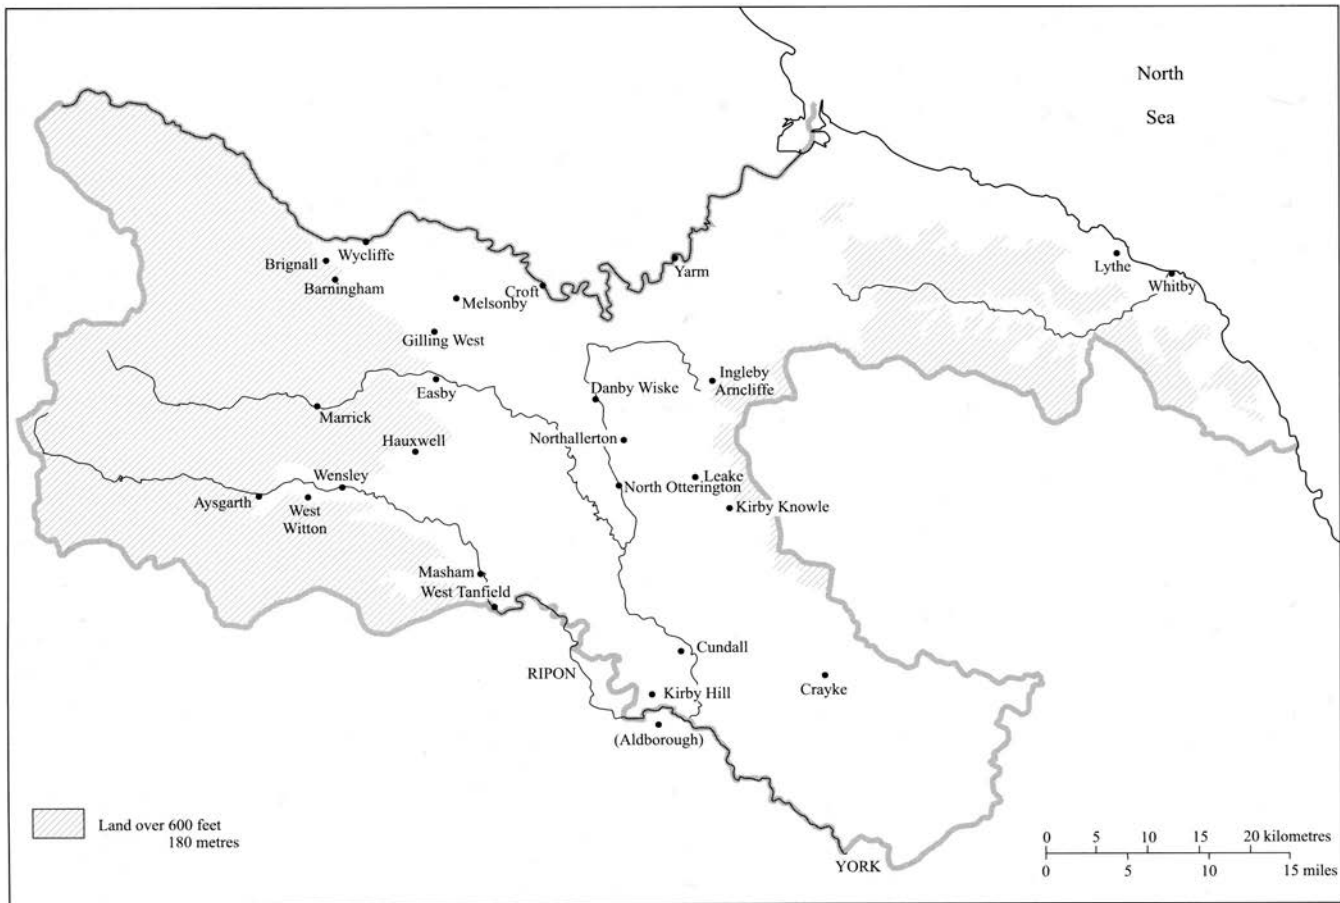 North
Sea
Wycliffe
Brignall
Barningham
Yarm
Lythe
Whitby
Croft
Melsonby
Gilling West
Easby
Danby Wiske
Ingleby
Arncliffe
Marrick
Hauxwell
Northallerton
Wensley
Leake
North Otterington
Aysgarth
West
Witton
Kirby Knowle
Masham
West Tanfield
Cundall
RIPON
Kirby Hill
Crayke
(Aldborough)
Land over 600 feet
180 metres
YORK
0 5 10 15 20 kilometres
0 5 10 15 miles